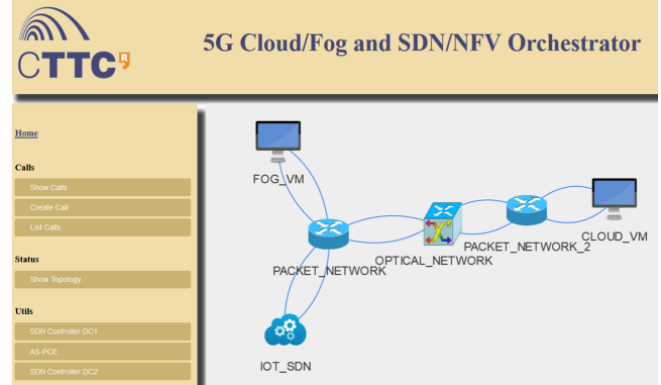 CTTC
5G Cloud/Fog and SDN/NFV Orchestrator
Home
Calls
Show Calls
Create Call
List Calls
Status
Show Topology
Utils
SDN Controller DC1
AS-PCE
SDN Controller DC2
FOG_VM
PACKET_NETWORK
OPTICAL_NETWORK
PACKET_NETWORK_2
CLOUD_VM
IOT_SDN